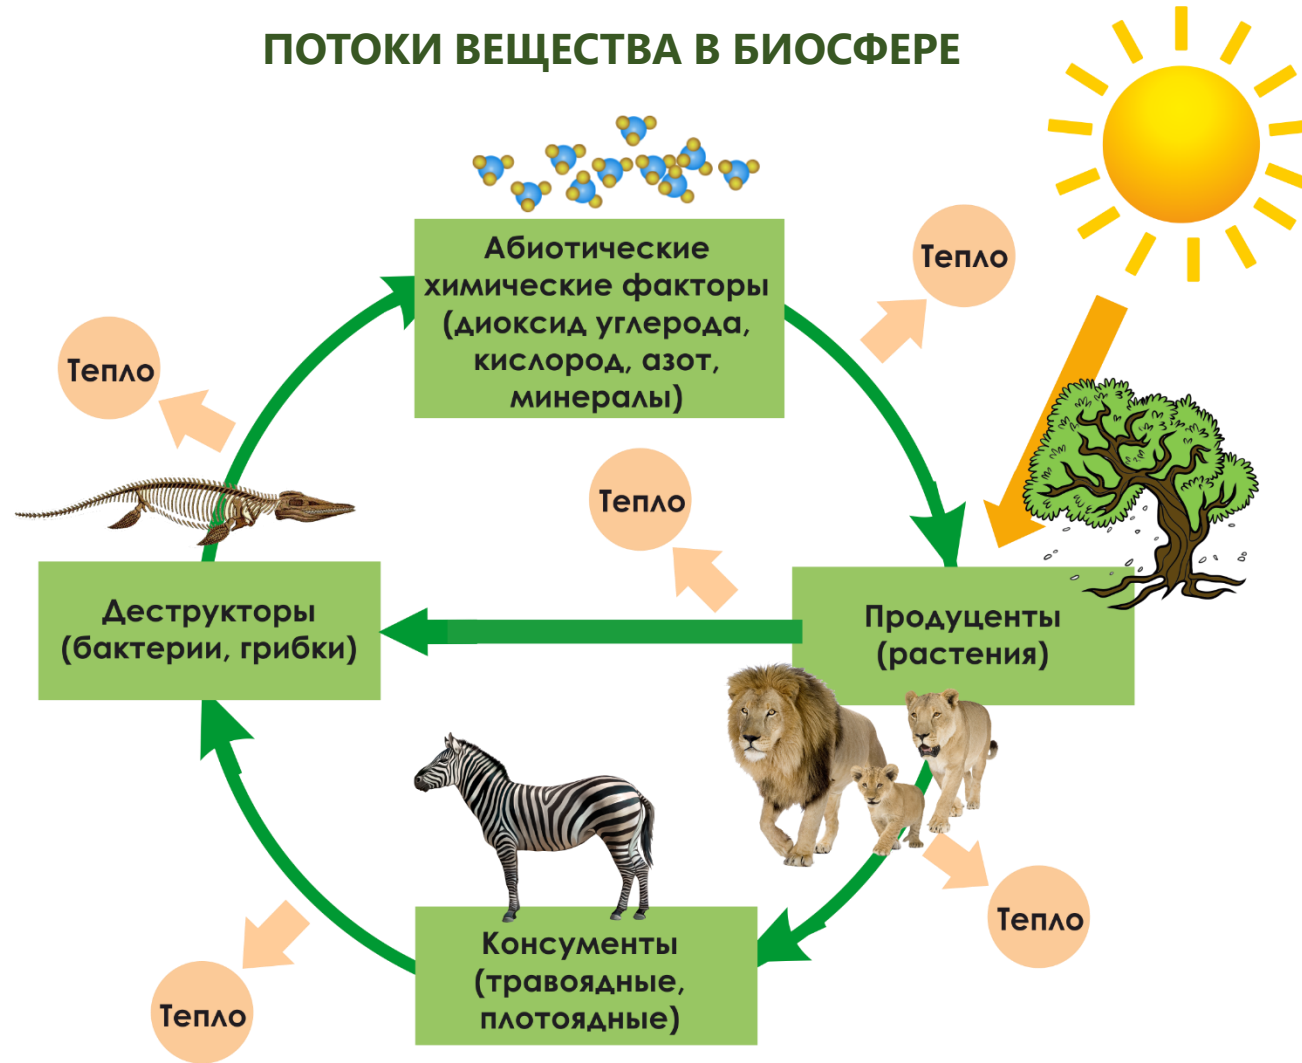 ПОТОКИ ВЕЩЕСТВА В БИОСФЕРЕ
Абиотические
химические факторы
(диоксид углерода,
кислород, азот,
минералы)
Тепло
Тепло
Тепло
Деструкторы
(бактерии, грибки)
Продуценты
(растения)
Консументы
(травоядные,
плотоядные)
Тепло
Тепло